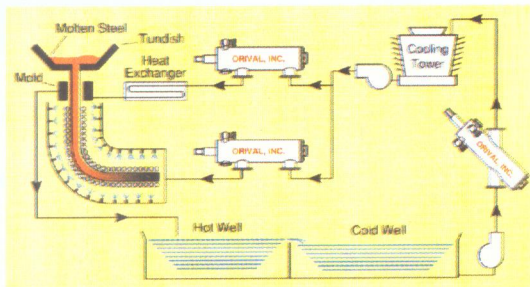 Molten Steel
Tundish
Mold
Heat
Exchanger
ORIVAL, INC.
Cooling
Tower
ORIVAL, INC.
ORIVAL, INC.
Hot Well
Cold Well